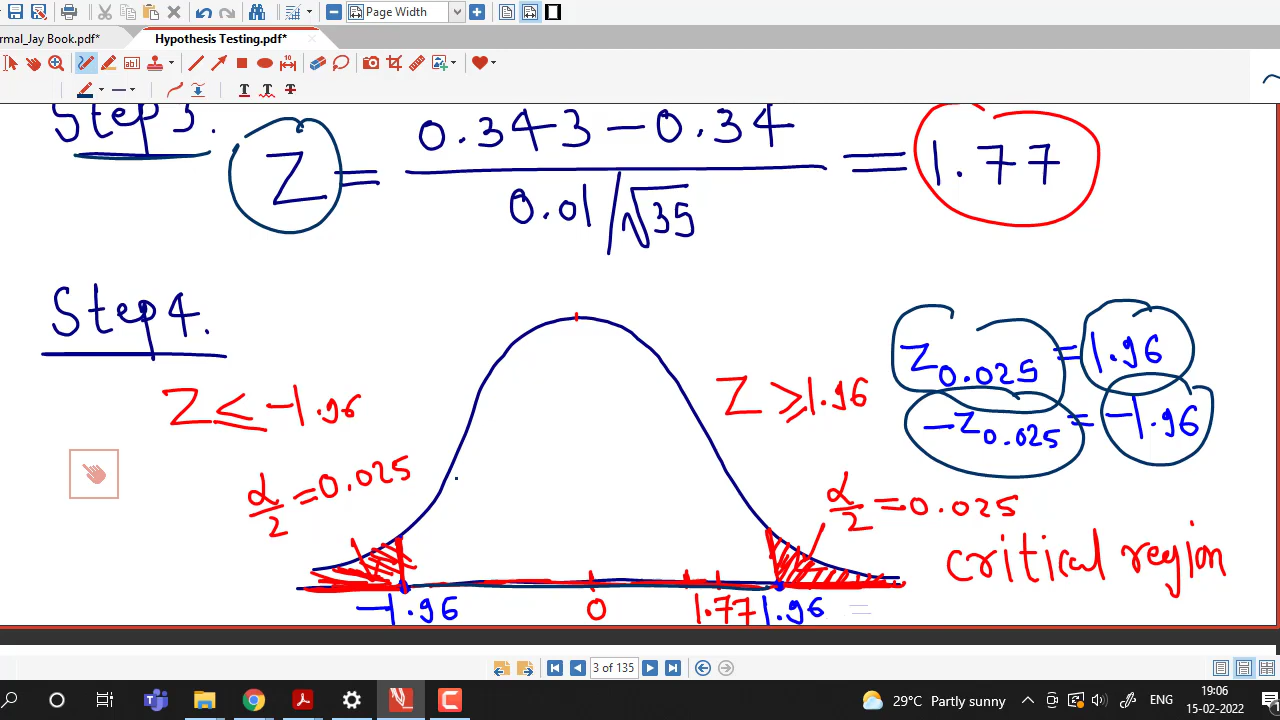 Page Width
rmal_Jay Book.pdf*
Hypothesis Testing.pdf*
Step 3.
Z = 0.343 - 0.34 / 0.01/√35 = 1.77
Step 4.
Z ≤ -1.96
Z ≥ 1.96
Z0.025 = 1.96
-Z0.025 = -1.96
α/2 = 0.025
α/2 = 0.025
critical region
-1.96 0 1.77 1.96
3 of 135
29°C Partly sunny
ENG
19:06
15-02-2022